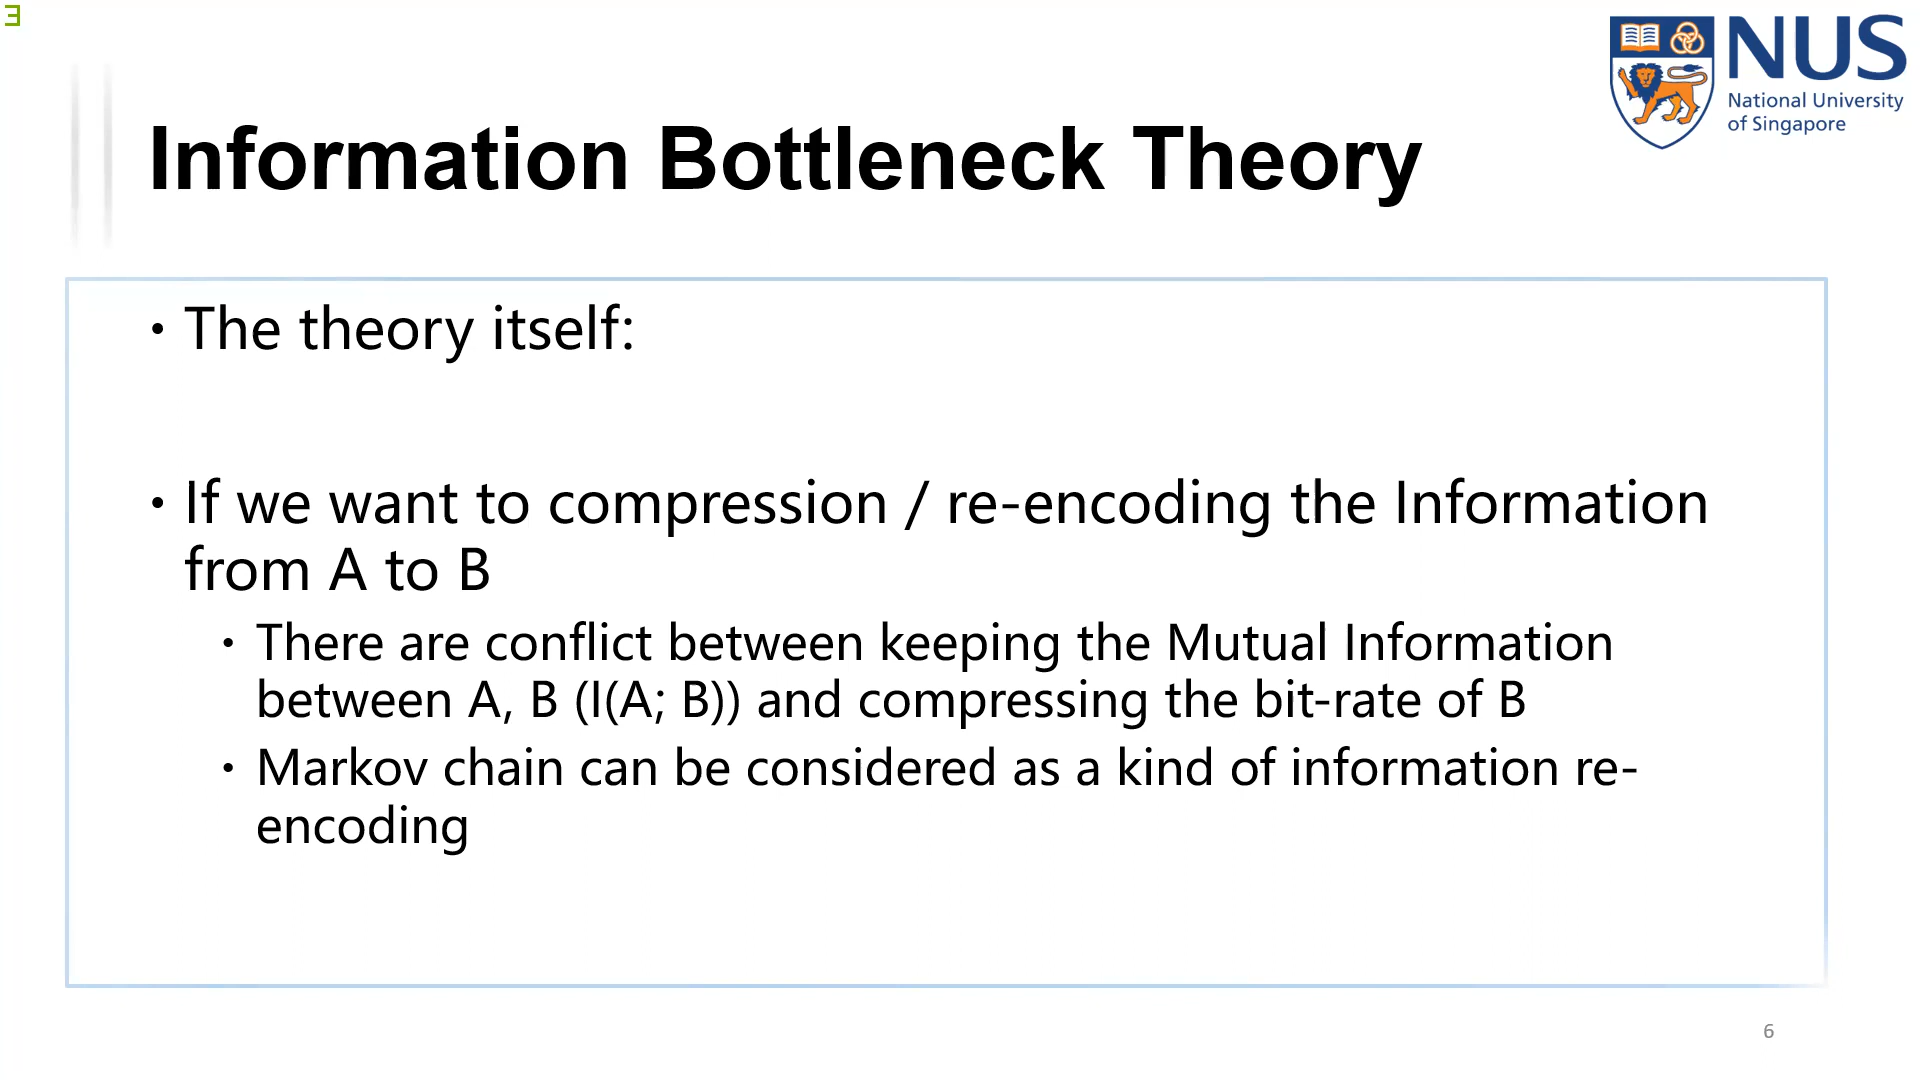 NUS
National University
of Singapore
Information Bottleneck Theory
• The theory itself:
• If we want to compression / re-encoding the Information
from A to B
• There are conflict between keeping the Mutual Information
between A, B (I(A; B)) and compressing the bit-rate of B
• Markov chain can be considered as a kind of information re-
encoding
6